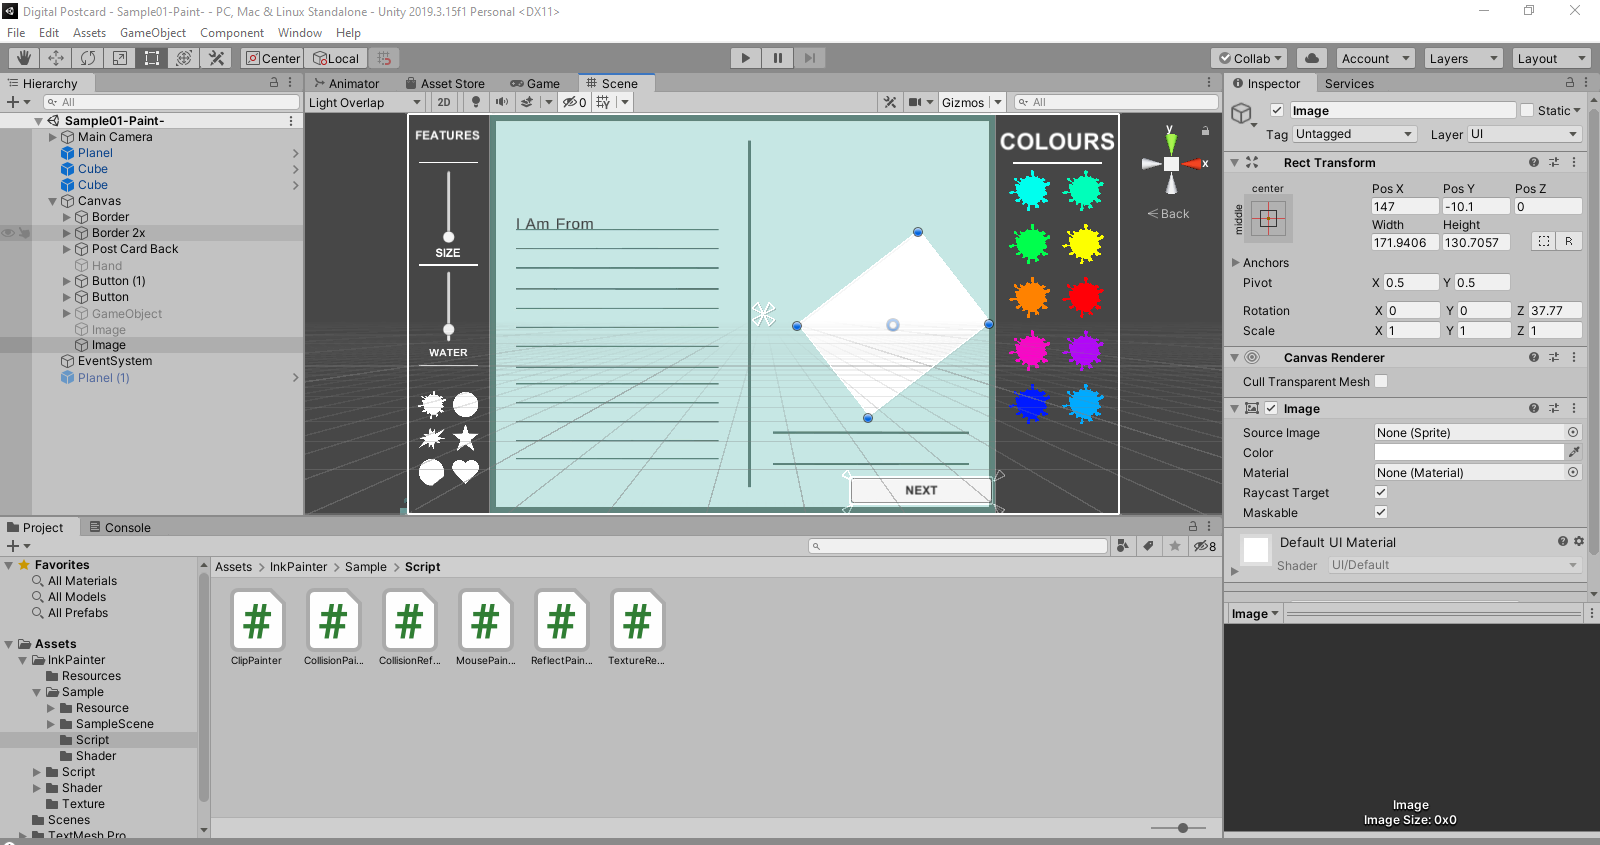 Digital Postcard - Sample01-Paint- - PC, Mac & Linux Standalone - Unity 2019.3.15f1 Personal <DX11>
File Edit Assets GameObject Component Window Help
Center Local Collab Account Layers Layout
Hierarchy
All
Sample01-Paint-
Main Camera
Planel
Cube
Cube
Canvas
Border
Border 2x
Post Card Back
Hand
Button (1)
Button
GameObject
Image
Image
EventSystem
Planel (1)
Animator Asset Store Game Scene
Light Overlap 2D 0 Gizmos All
FEATURES
SIZE
WATER
I Am From
NEXT
COLOURS
y
x
Back
Inspector Services
Image Static
Tag Untagged Layer UI
Rect Transform
center
middle
Pos X Pos Y Pos Z
147 -10.1 0
Width Height
171.9406 130.7057 R
Anchors
Pivot X 0.5 Y 0.5
Rotation X 0 Y 0 Z 37.77
Scale X 1 Y 1 Z 1
Canvas Renderer
Cull Transparent Mesh
Image
Source Image None (Sprite)
Color
Material None (Material)
Raycast Target
Maskable
Default UI Material
Shader UI/Default
Image
Image
Image Size: 0x0
Project Console
8
Favorites
All Materials
All Models
All Prefabs
Assets
InkPainter
Resources
Sample
Resource
SampleScene
Script
Shader
Script
Shader
Texture
Scenes
TextMesh Pro
Assets > InkPainter > Sample > Script
ClipPainter CollisionPai... CollisionRef... MousePain... ReflectPain... TextureRe...